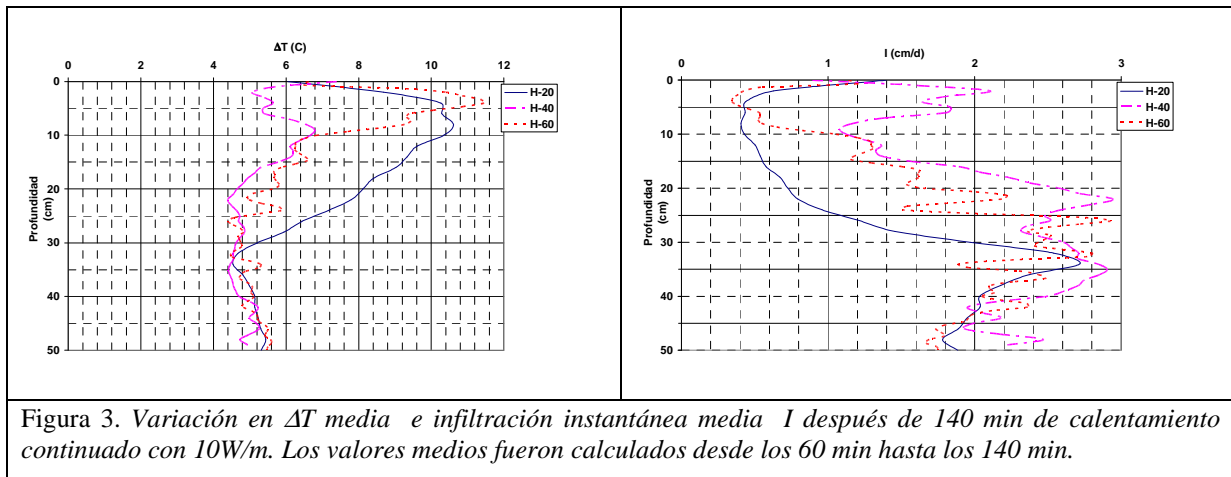 ΔT (C)
0 2 4 6 8 10 12
0
10
20
30
40
50
Profundidad
(cm)
H-20
H-40
H-60
I (cm/d)
0 1 2 3
0
10
20
30
40
50
Prof(cm)
H-20
H-40
H-60
Figura 3. Variación en ΔT media e infiltración instantánea media I después de 140 min de calentamiento
continuado con 10W/m. Los valores medios fueron calculados desde los 60 min hasta los 140 min.